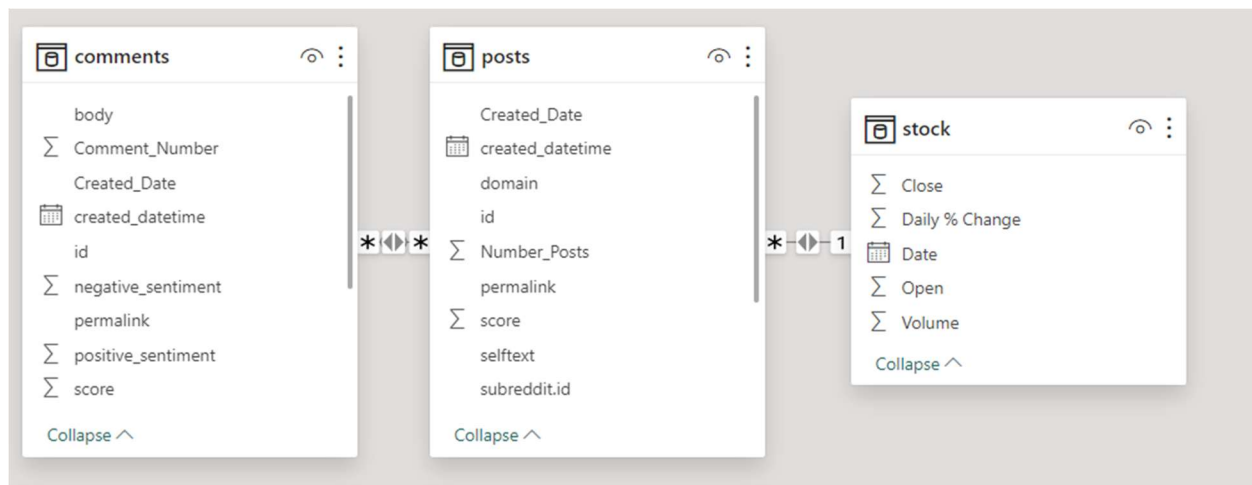 comments
body
Σ Comment_Number
Created_Date
created_datetime
id
Σ negative_sentiment
permalink
Σ positive_sentiment
Σ score
Collapse
* *
posts
Created_Date
created_datetime
domain
id
Σ Number_Posts
permalink
Σ score
selftext
subreddit.id
Collapse
* 1
stock
Σ Close
Σ Daily % Change
Date
Σ Open
Σ Volume
Collapse